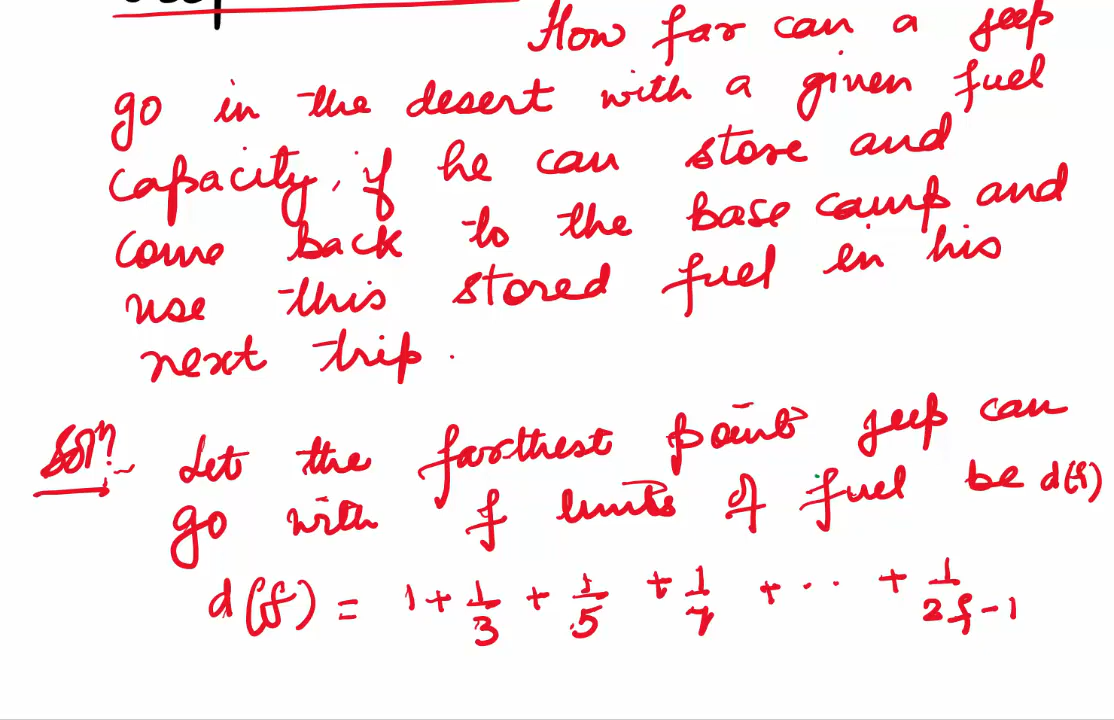 How far can a jeep
go in the desert with a given fuel
capacity, if he can store and
come back to the base camp and
use this stored fuel in his
next trip.
Solⁿ:- Let the farthest point jeep can
go with f units of fuel be d(f)
d(f) = 1 + 1/3 + 1/5 + 1/7 + ... + 1/(2f-1)